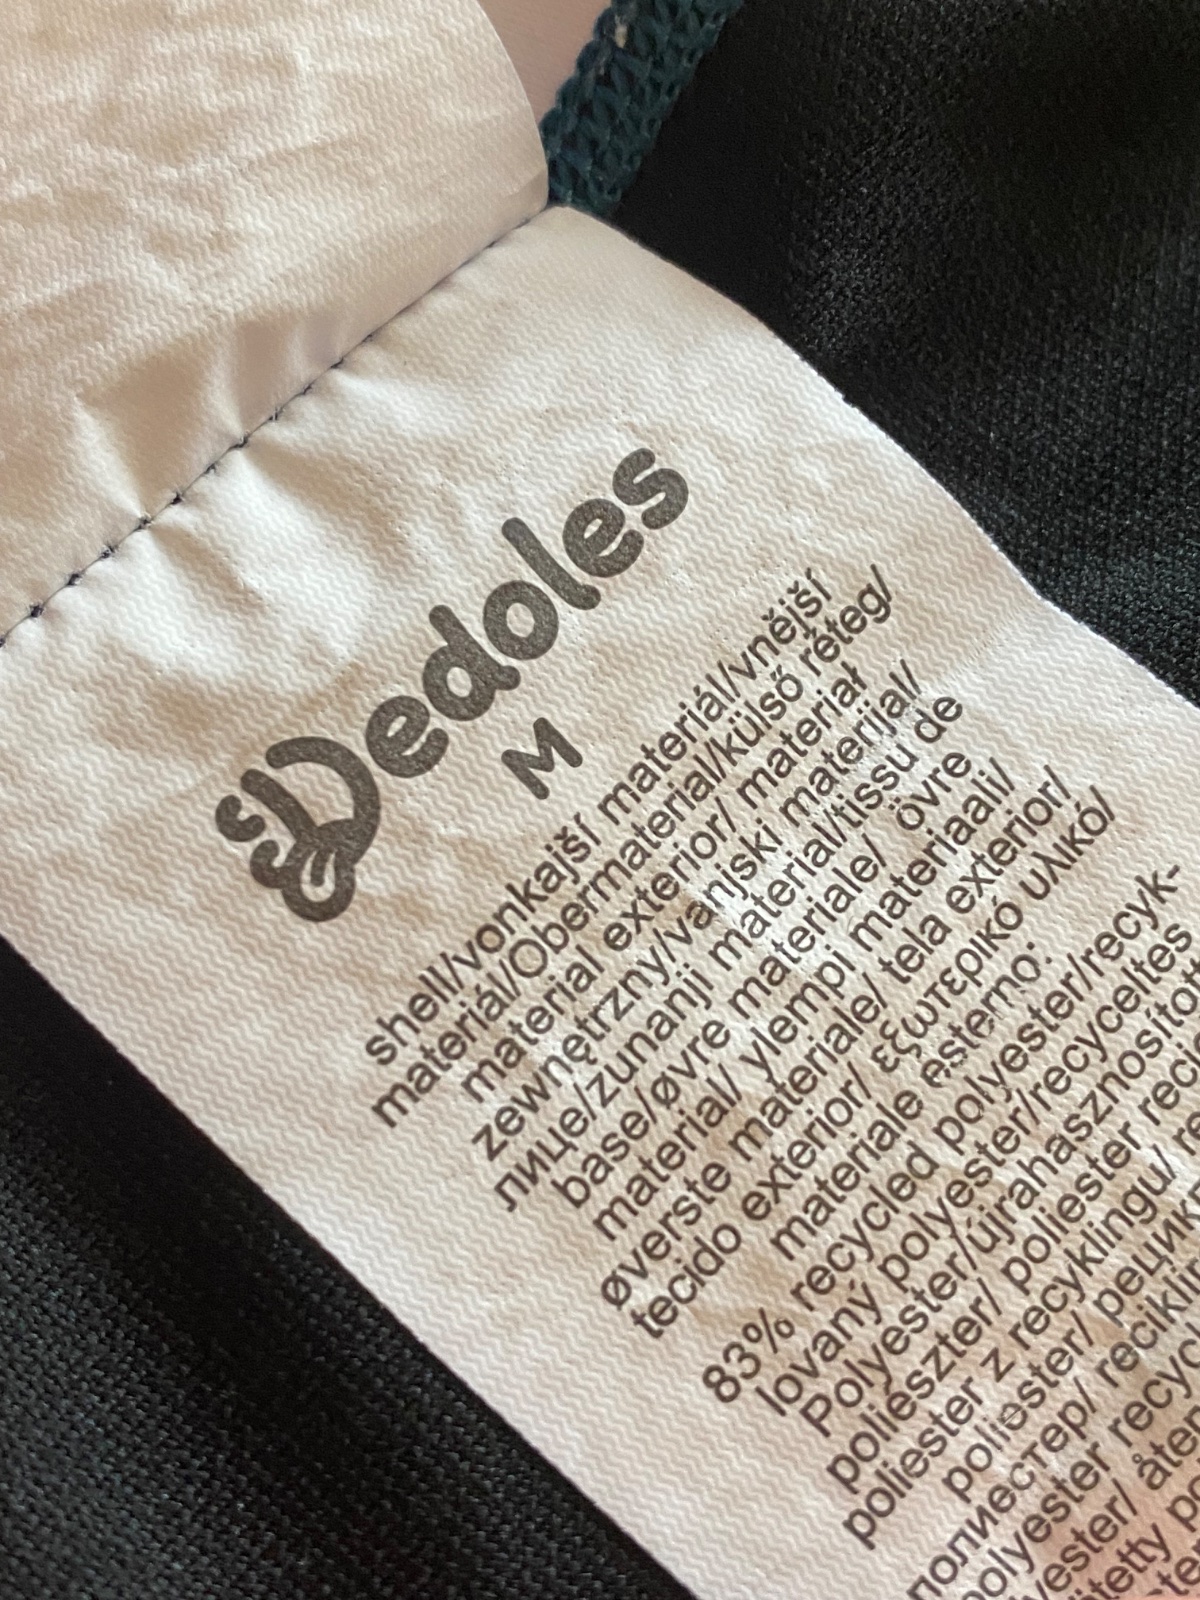 Dedoles
M
shell/vonkajší materiál/vnější
materiál/Obermaterial/külső réteg/
material exterior/ materiał
zewnętrzny/vanjski materijal/
лице/zunanji material/tissu de
base/øvre materiale/ övre
material/ ylempi materiaali/
øverste materiale/ tela exterior/
tecido exterior/ εξωτερικό υλικό/
materiale esterno:
83% recycled polyester/recyk-
lovaný polyester/recyceltes
Polyester/újrahasznosított
poliészter/ poliester
poliester z recyklingu/
poliester/
полиестер/
polyester